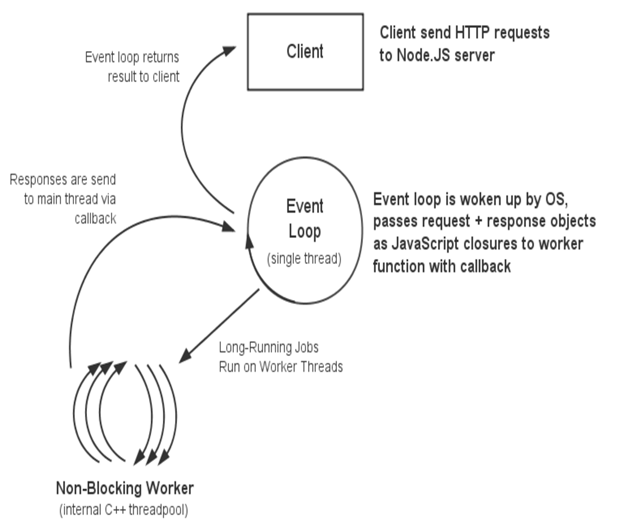 Client
Client send HTTP requests
to Node.JS server
Event loop returns
result to client
Responses are send
to main thread via
callback
Event
Loop
(single thread)
Event loop is woken up by OS,
passes request + response objects
as JavaScript closures to worker
function with callback
Long-Running Jobs
Run on Worker Threads
Non-Blocking Worker
(internal C++ threadpool)